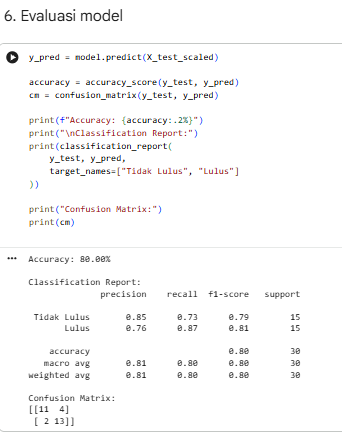 6. Evaluasi model
y_pred = model.predict(X_test_scaled)
accuracy = accuracy_score(y_test, y_pred)
cm = confusion_matrix(y_test, y_pred)
print(f"Accuracy: {accuracy:.2%}")
print("\nClassification Report:")
print(classification_report(
    y_test, y_pred,
    target_names=["Tidak Lulus", "Lulus"]
))
print("Confusion Matrix:")
print(cm)
Accuracy: 80.00%
Classification Report:
precision recall f1-score support
Tidak Lulus 0.85 0.73 0.79 15
Lulus 0.76 0.87 0.81 15
accuracy 0.80 30
macro avg 0.81 0.80 0.80 30
weighted avg 0.81 0.80 0.80 30
Confusion Matrix:
[[11  4]
 [ 2 13]]